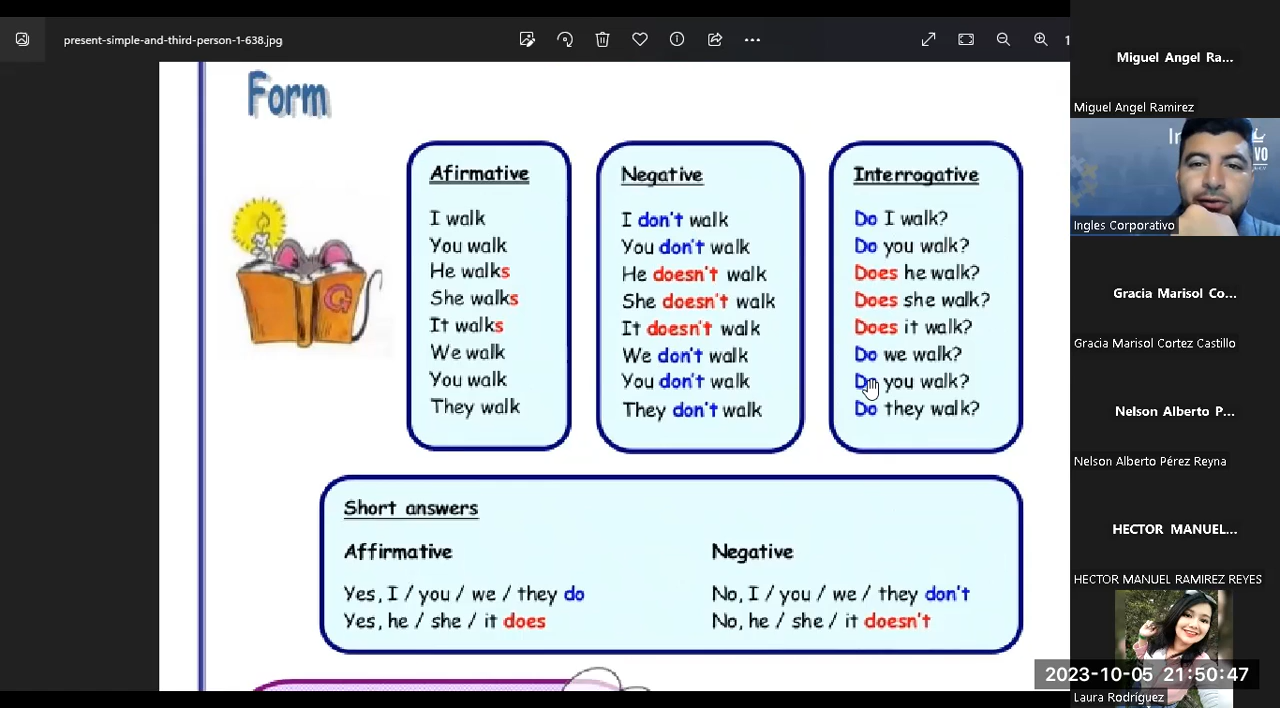 present-simple-and-third-person-1-638.jpg
1
Form
Afirmative
I walk
You walk
He walks
She walks
It walks
We walk
You walk
They walk
Negative
I don't walk
You don't walk
He doesn't walk
She doesn't walk
It doesn't walk
We don't walk
You don't walk
They don't walk
Interrogative
Do I walk?
Do you walk?
Does he walk?
Does she walk?
Does it walk?
Do we walk?
Do you walk?
Do they walk?
G
Short answers
Affirmative
Yes, I / you / we / they do
Yes, he / she / it does
Negative
No, I / you / we / they don't
No, he / she / it doesn't
Miguel Angel Ra...
Miguel Angel Ramirez
Ingles Corporativo
Gracia Marisol Co...
Gracia Marisol Cortez Castillo
Nelson Alberto P...
Nelson Alberto Pérez Reyna
HECTOR MANUEL...
HECTOR MANUEL RAMIREZ REYES
2023-10-05 21:50:47
Laura Rodríguez